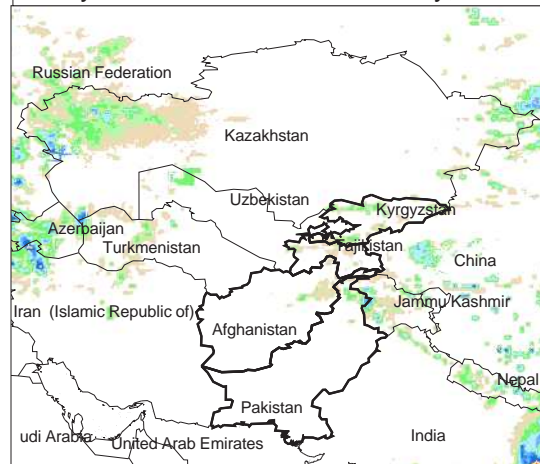 Russian Federation
Kazakhstan
Uzbekistan
Kyrgyzstan
Azerbaijan
Turkmenistan
Tajikistan
China
Jammu/Kashmir
Iran (Islamic Republic of)
Afghanistan
Nepal
Pakistan
India
udi Arabia
United Arab Emirates